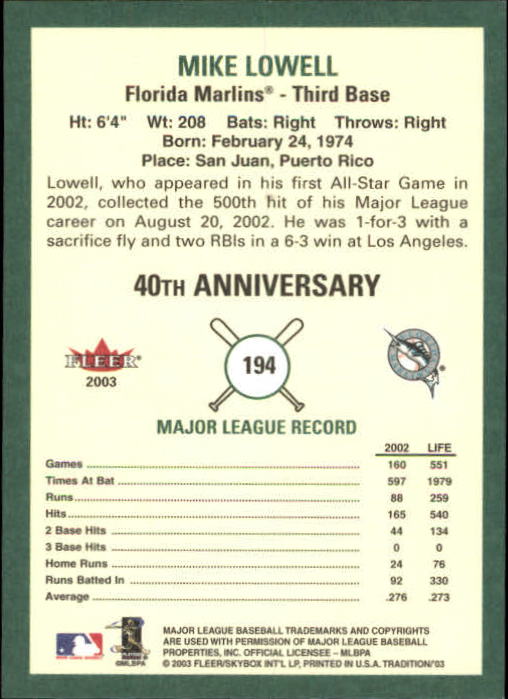 MIKE LOWELL
Florida Marlins® - Third Base
Ht: 6'4" Wt: 208 Bats: Right Throws: Right
Born: February 24, 1974
Place: San Juan, Puerto Rico
Lowell, who appeared in his first All-Star Game in
2002, collected the 500th hit of his Major League
career on August 20, 2002. He was 1-for-3 with a
sacrifice fly and two RBIs in a 6-3 win at Los Angeles.
40TH ANNIVERSARY
FLEER®
2003
194
MAJOR LEAGUE RECORD
2002 LIFE
Games 160 551
Times At Bat 597 1979
Runs 88 259
Hits 165 540
2 Base Hits 44 134
3 Base Hits 0 0
Home Runs 24 76
Runs Batted In 92 330
Average .276 .273
©MLBPA
MAJOR LEAGUE BASEBALL TRADEMARKS AND COPYRIGHTS
ARE USED WITH PERMISSION OF MAJOR LEAGUE BASEBALL
PROPERTIES, INC. OFFICIAL LICENSEE - MLBPA
© 2003 FLEER/SKYBOX INT'L LP, PRINTED IN U.S.A. TRADITION/'03